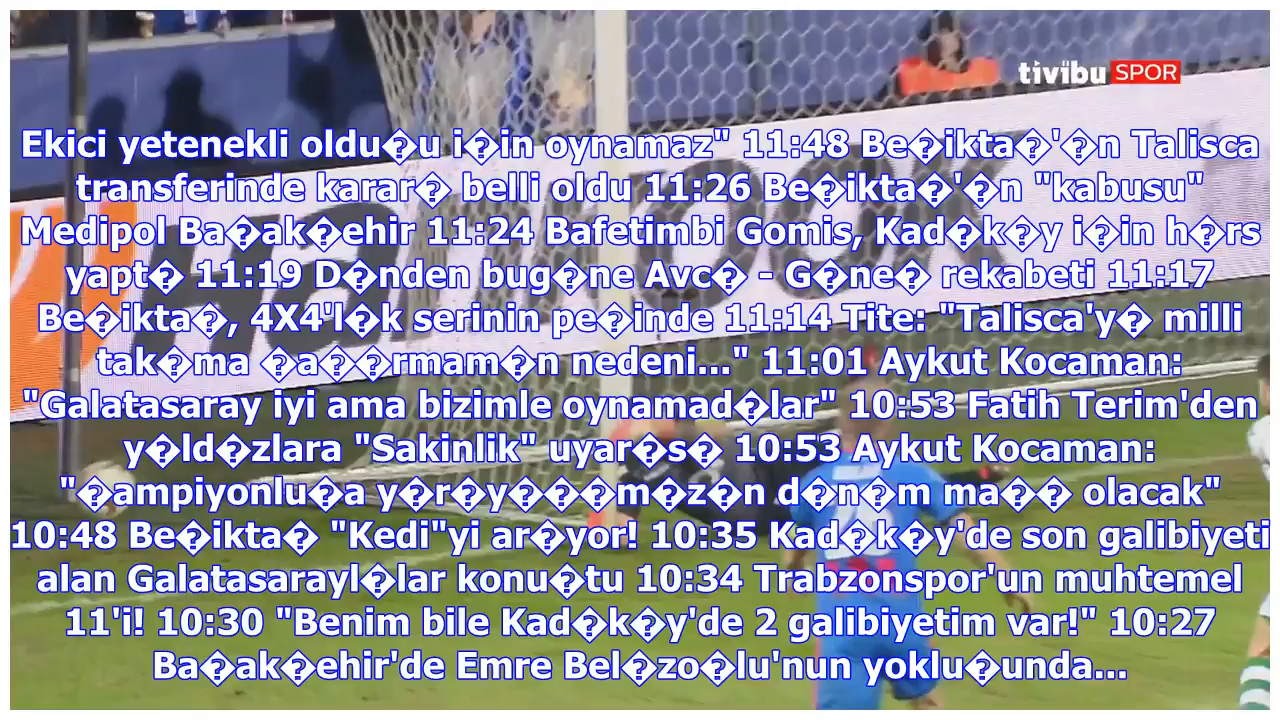 tivibu SPOR
Ekici yetenekli oldu�u i�in oynamaz" 11:48 Be�ikta�'�n Talisca
transferinde karar� belli oldu 11:26 Be�ikta�'�n "kabusu"
Medipol Ba�ak�ehir 11:24 Bafetimbi Gomis, Kad�k�y i�in h�rs
yapt� 11:19 D�nden bug�ne Avc� - G�ne� rekabeti 11:17
Be�ikta�, 4X4'l�k serinin pe�inde 11:14 Tite: "Talisca'y� milli
tak�ma �a��rmam�n nedeni..." 11:01 Aykut Kocaman:
"Galatasaray iyi ama bizimle oynamad�lar" 10:53 Fatih Terim'den
y�ld�zlara "Sakinlik" uyar�s� 10:53 Aykut Kocaman:
"�ampiyonlu�a y�r�y���m�z�n d�n�m ma�� olacak"
10:48 Be�ikta� "Kedi"yi ar�yor! 10:35 Kad�k�y'de son galibiyeti
alan Galatasarayl�lar konu�tu 10:34 Trabzonspor'un muhtemel
11'i! 10:30 "Benim bile Kad�k�y'de 2 galibiyetim var!" 10:27
Ba�ak�ehir'de Emre Bel�zo�lu'nun yoklu�unda...